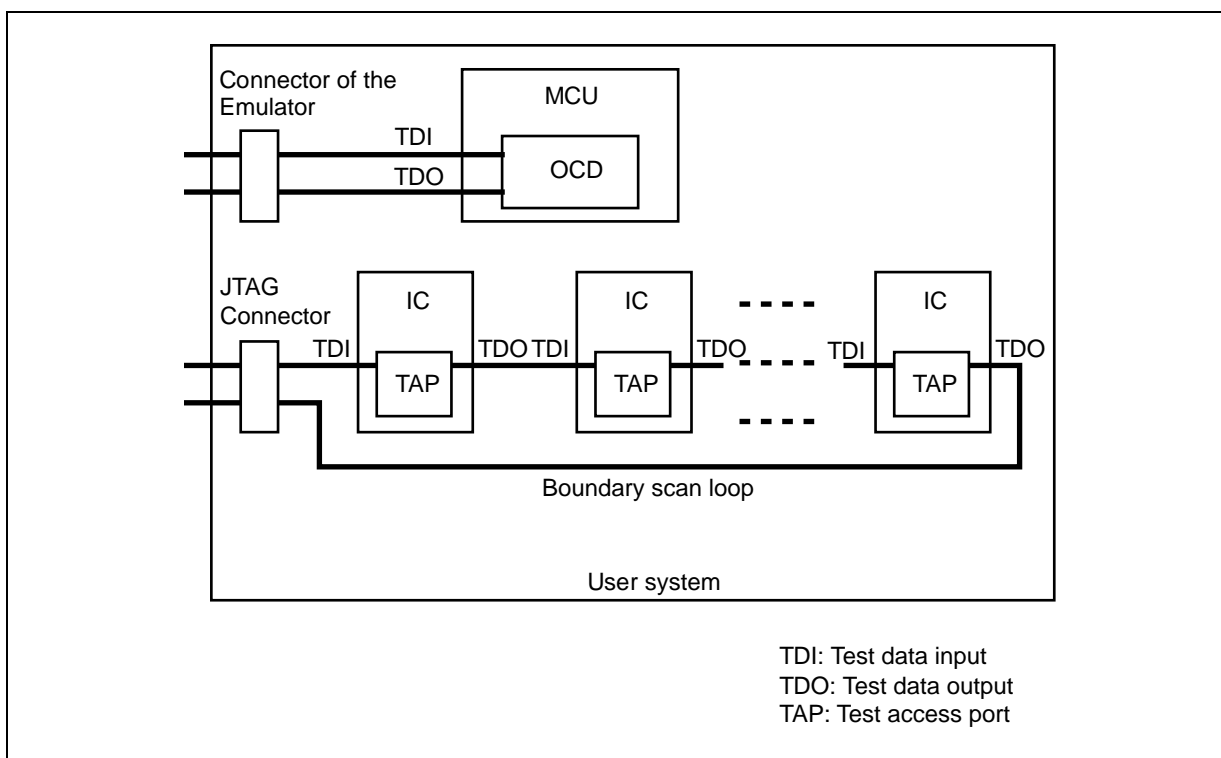 Connector of the
Emulator
MCU
TDI
OCD
TDO
JTAG
Connector
IC
IC
IC
TDI
TDO
TDI
TDO
TDI
TDO
TAP
TAP
TAP
Boundary scan loop
User system
TDI: Test data input
TDO: Test data output
TAP: Test access port